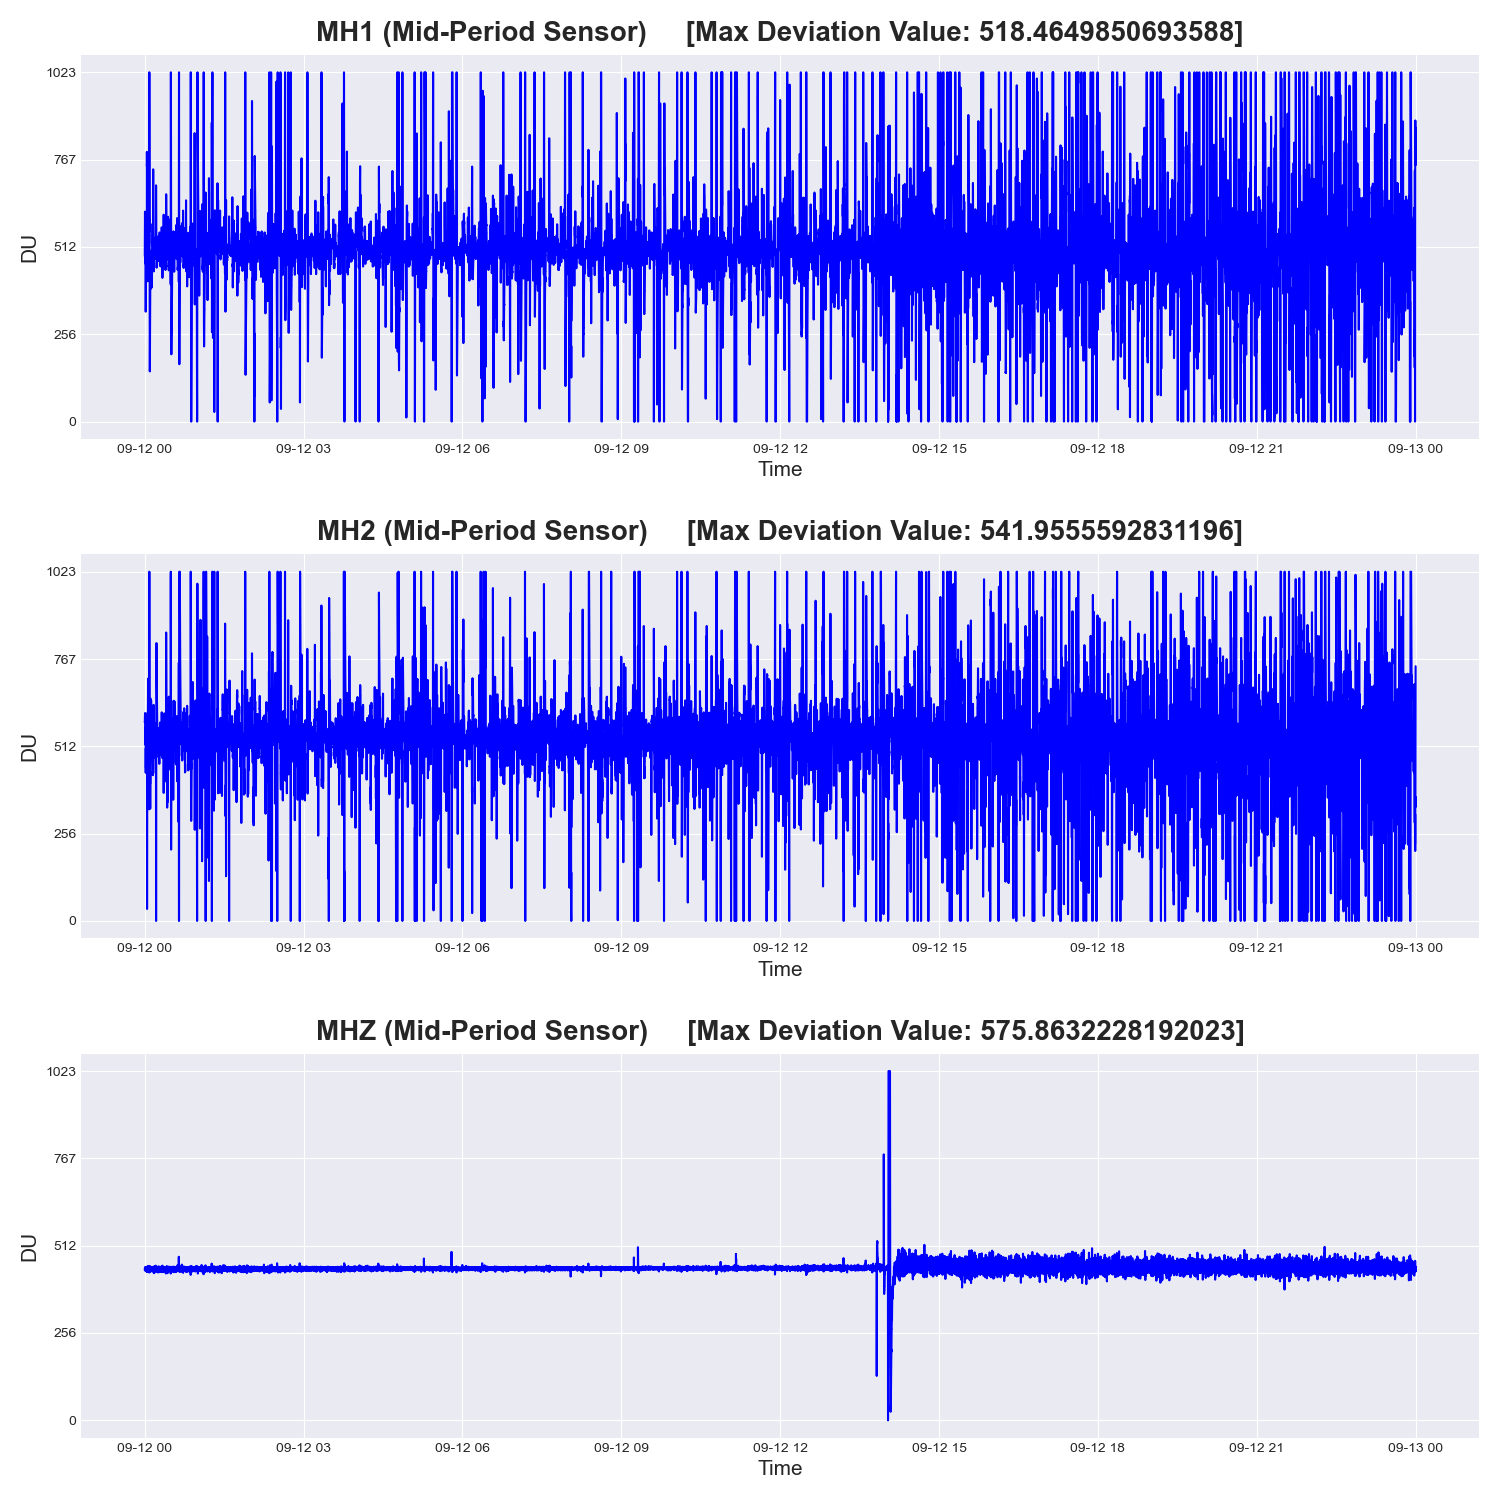 MH1 (Mid-Period Sensor) [Max Deviation Value: 518.4649850693588]
1023
767
512
256
0
DU
09-12 00 09-12 03 09-12 06 09-12 09 09-12 12 09-12 15 09-12 18 09-12 21 09-13 00
Time
MH2 (Mid-Period Sensor) [Max Deviation Value: 541.9555592831196]
1023
767
512
256
0
DU
09-12 00 09-12 03 09-12 06 09-12 09 09-12 12 09-12 15 09-12 18 09-12 21 09-13 00
Time
MHZ (Mid-Period Sensor) [Max Deviation Value: 575.8632228192023]
1023
767
512
256
0
DU
09-12 00 09-12 03 09-12 06 09-12 09 09-12 12 09-12 15 09-12 18 09-12 21 09-13 00
Time